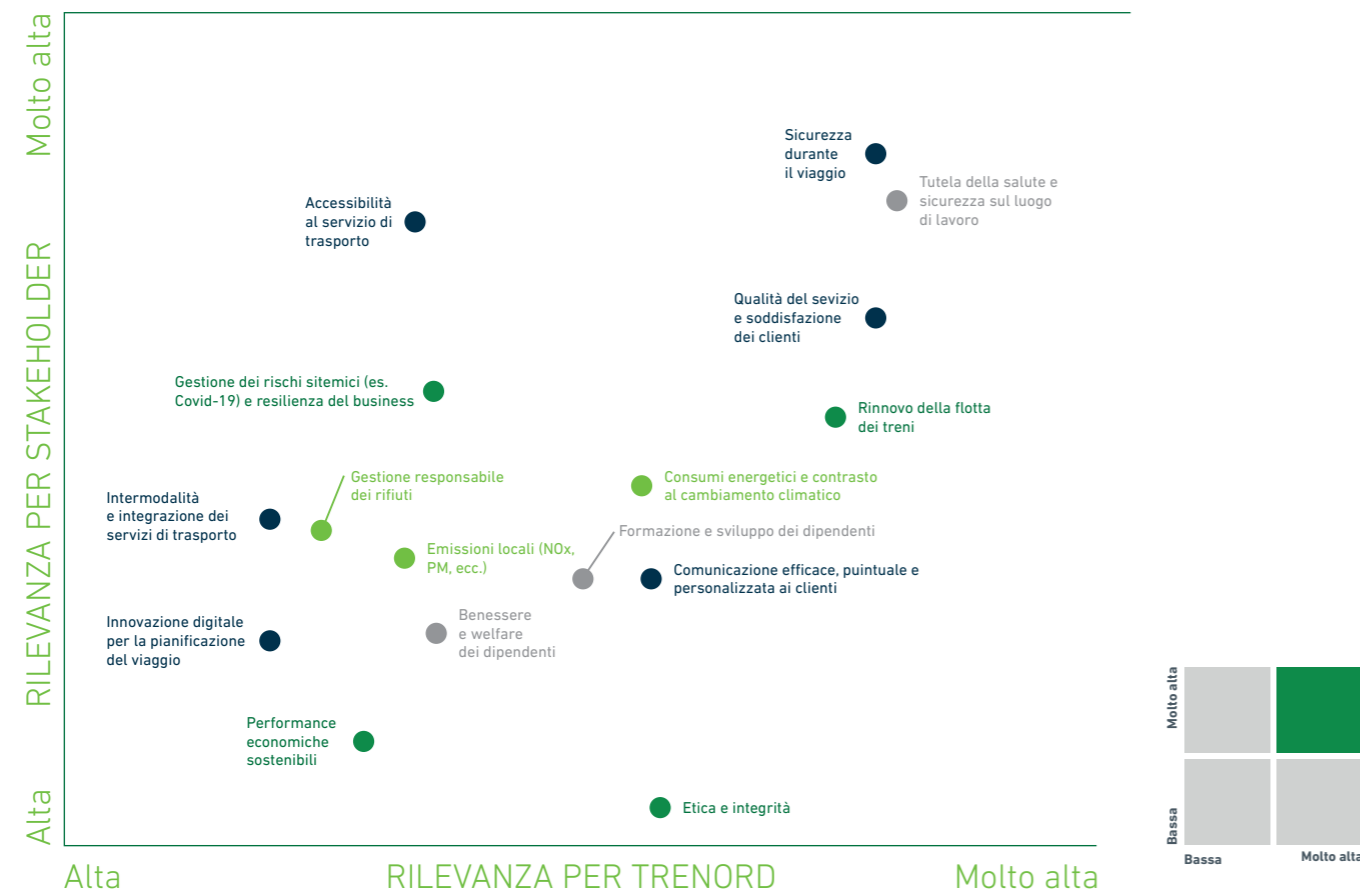 Molto alta
RILEVANZA PER STAKEHOLDER
Alta
Sicurezza
durante
il viaggio
Tutela della salute e
sicurezza sul luogo
di lavoro
Accessibilità
al servizio di
trasporto
Qualità del sevizio
e soddisfazione
dei clienti
Gestione dei rischi sitemici (es.
Covid-19) e resilienza del business
Rinnovo della flotta
dei treni
Gestione responsabile
dei rifiuti
Consumi energetici e contrasto
al cambiamento climatico
Intermodalità
e integrazione dei
servizi di trasporto
Formazione e sviluppo dei dipendenti
Emissioni locali (NOx,
PM, ecc.)
Comunicazione efficace, puintuale e
personalizzata ai clienti
Benessere
e welfare
dei dipendenti
Innovazione digitale
per la pianificazione
del viaggio
Performance
economiche
sostenibili
Etica e integrità
Alta
RILEVANZA PER TRENORD
Molto alta
Molto alta
Bassa
Bassa
Molto alta